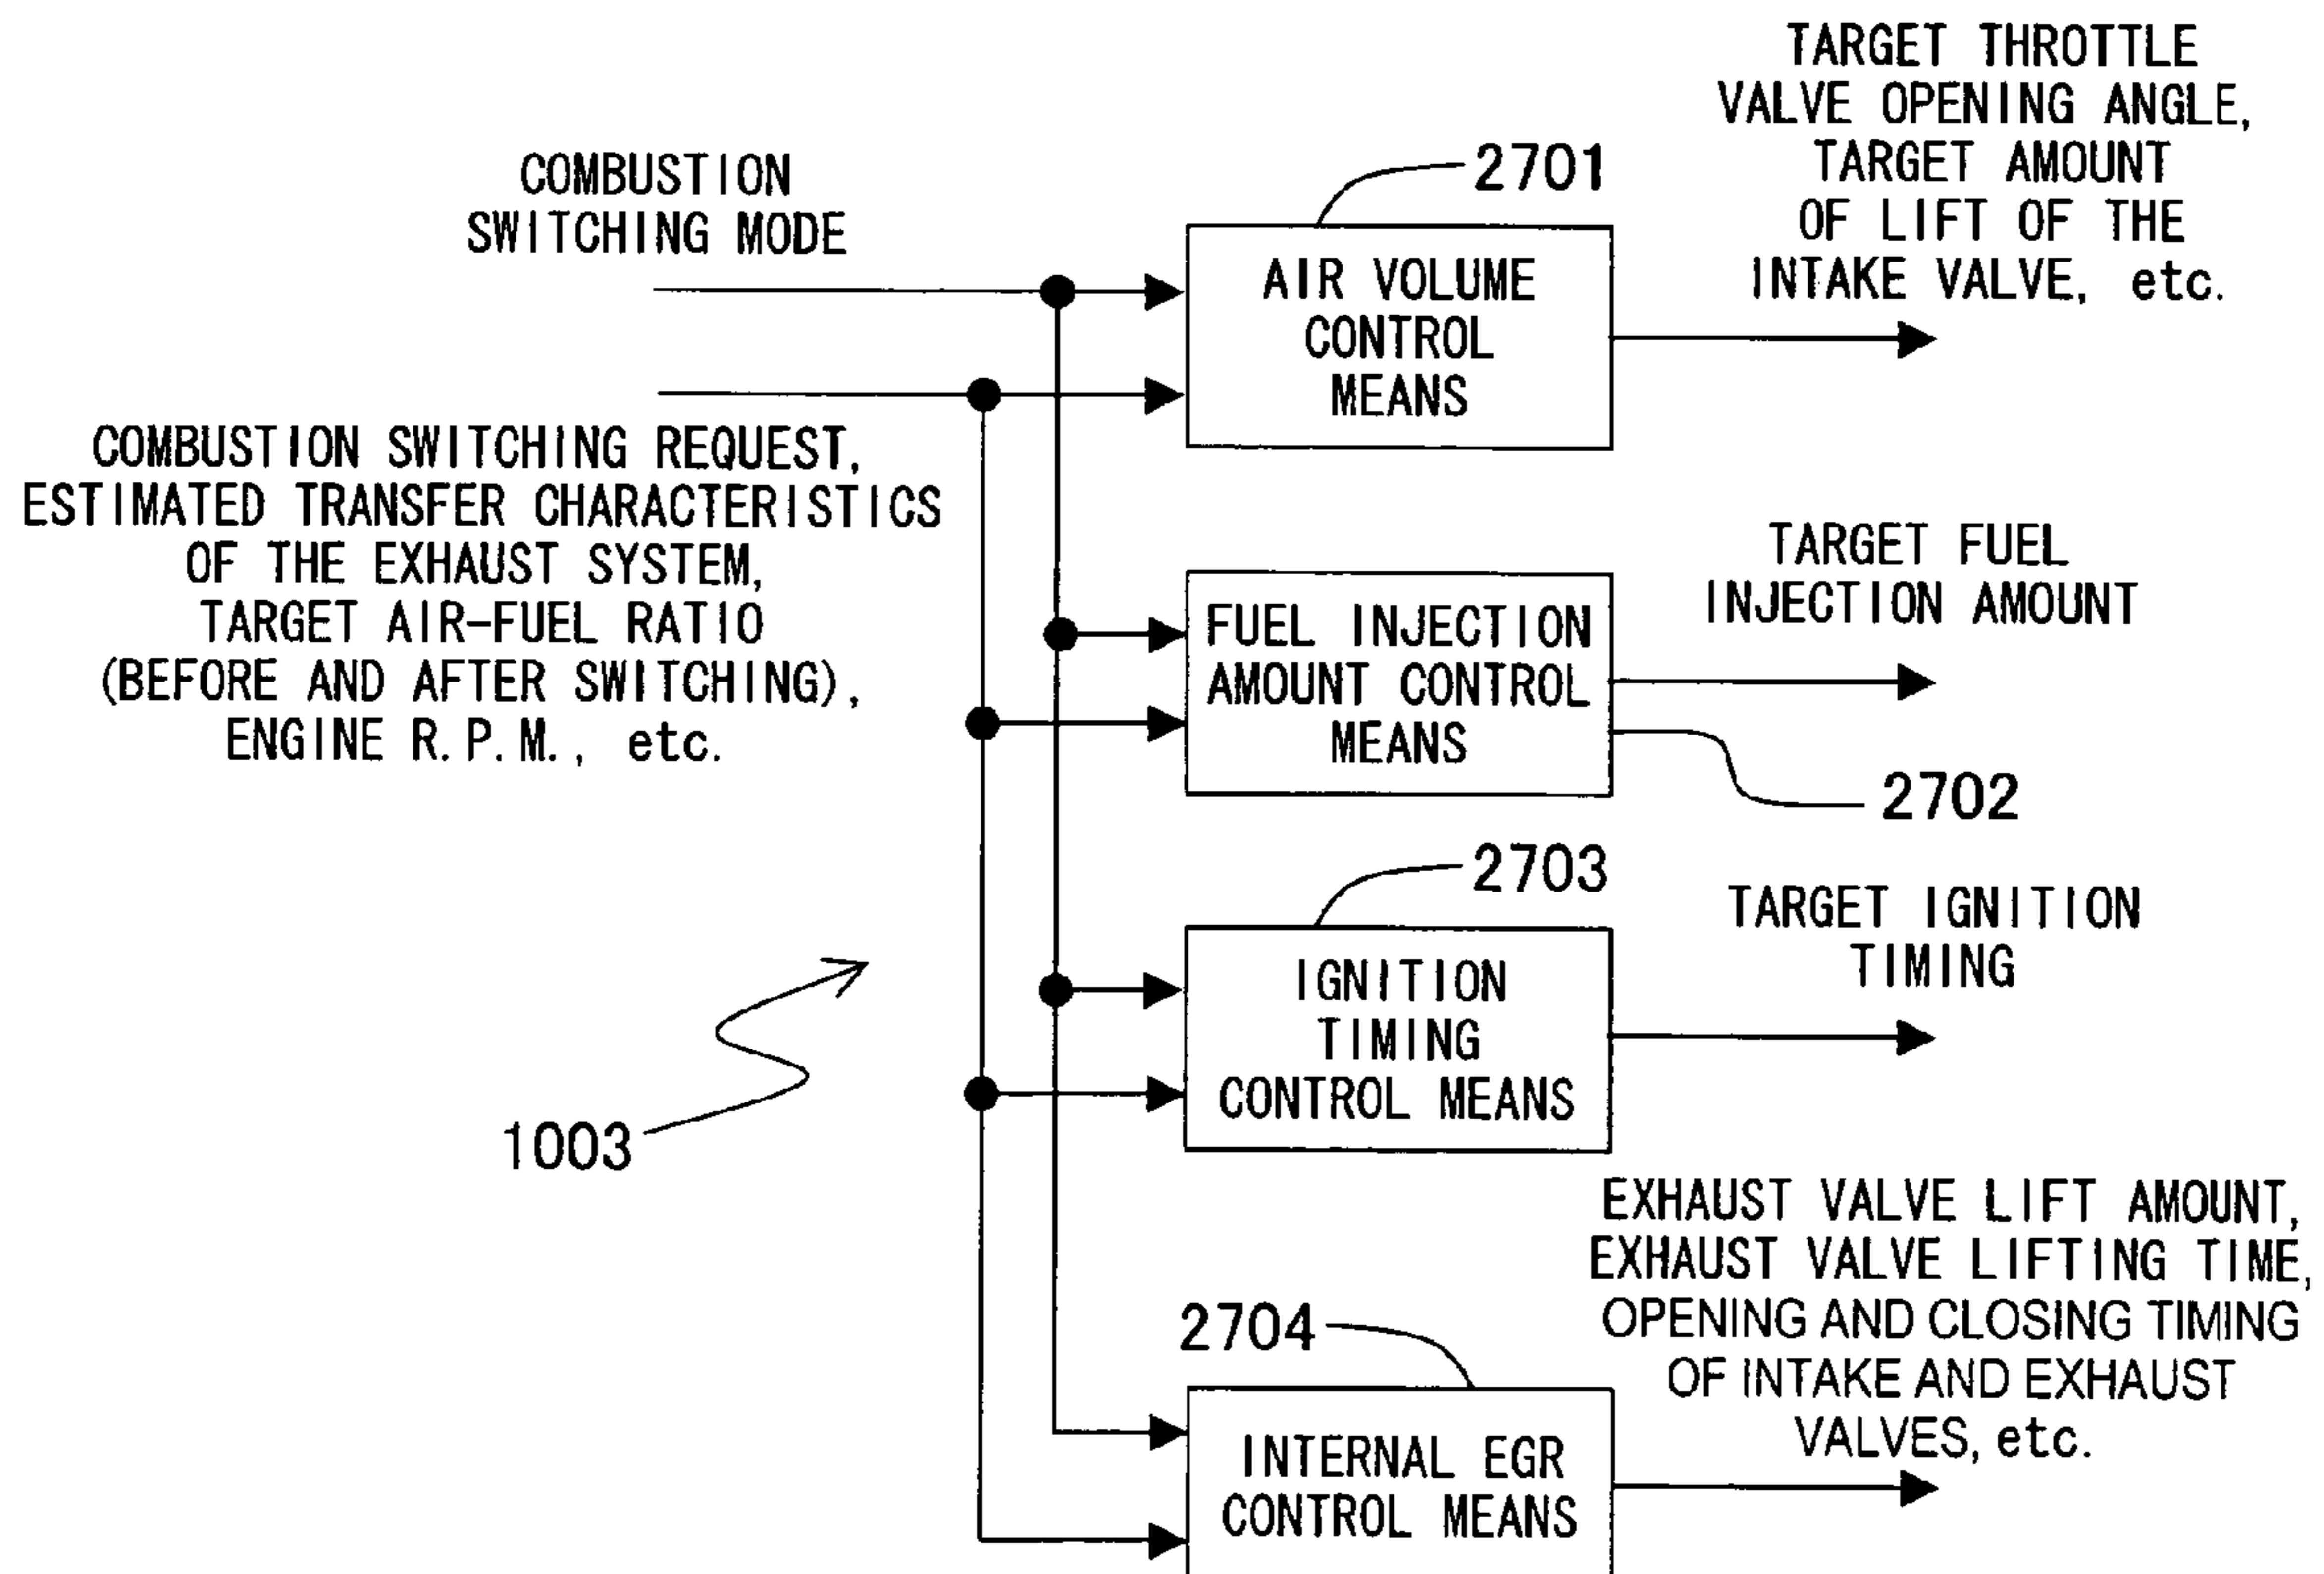 COMBUSTION
SWITCHING MODE
COMBUSTION SWITCHING REQUEST,
ESTIMATED TRANSFER CHARACTERISTICS
OF THE EXHAUST SYSTEM,
TARGET AIR-FUEL RATIO
(BEFORE AND AFTER SWITCHING),
ENGINE R.P.M., etc.
1003
2701
AIR VOLUME
CONTROL
MEANS
TARGET THROTTLE
VALVE OPENING ANGLE,
TARGET AMOUNT
OF LIFT OF THE
INTAKE VALVE, etc.
FUEL INJECTION
AMOUNT CONTROL
MEANS
TARGET FUEL
INJECTION AMOUNT
2702
2703
IGNITION
TIMING
CONTROL MEANS
TARGET IGNITION
TIMING
2704
INTERNAL EGR
CONTROL MEANS
EXHAUST VALVE LIFT AMOUNT,
EXHAUST VALVE LIFTING TIME,
OPENING AND CLOSING TIMING
OF INTAKE AND EXHAUST
VALVES, etc.